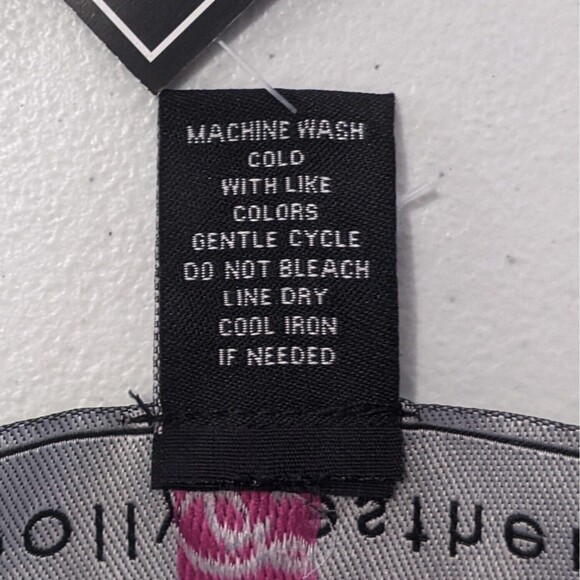 MACHINE WASH
COLD
WITH LIKE
COLORS
GENTLE CYCLE
DO NOT BLEACH
LINE DRY
COOL IRON
IF NEEDED